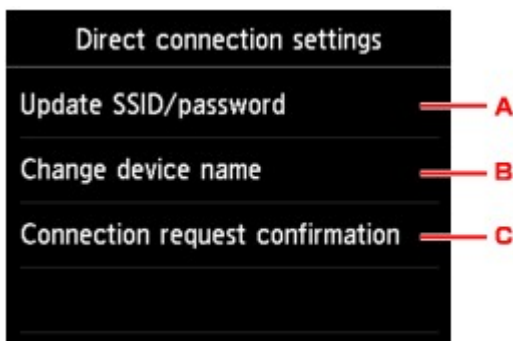 Direct connection settings
Update SSID/password A
Change device name B
Connection request confirmation C